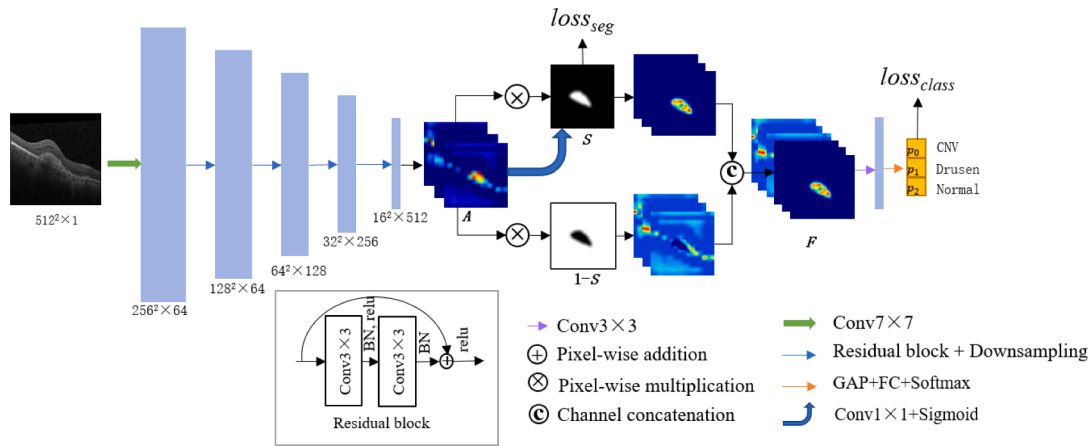 loss_seg
loss_class
S
CNV
p₀
p₁
Drusen
p₂
Normal
C
512²×1
A
16²×512
32²×256
64²×128
128²×64
256²×64
1-S
F
Conv3×3
BN, relu
Conv3×3
BN
relu
Residual block
Conv3×3
Pixel-wise addition
Pixel-wise multiplication
C Channel concatenation
Conv7×7
Residual block + Downsampling
GAP+FC+Softmax
Conv1×1+Sigmoid